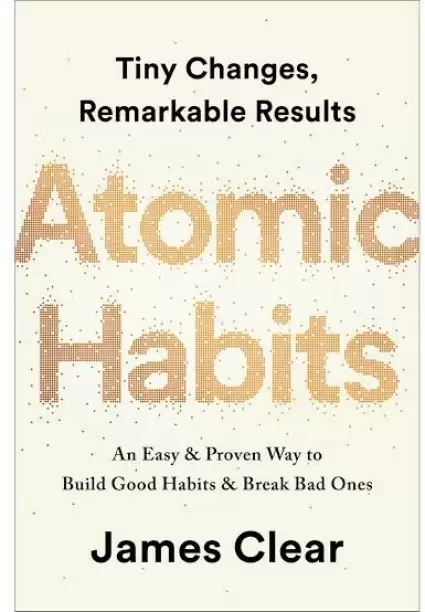 Tiny Changes,
Remarkable Results
Atomic
Habits
An Easy & Proven Way to
Build Good Habits & Break Bad Ones
James Clear